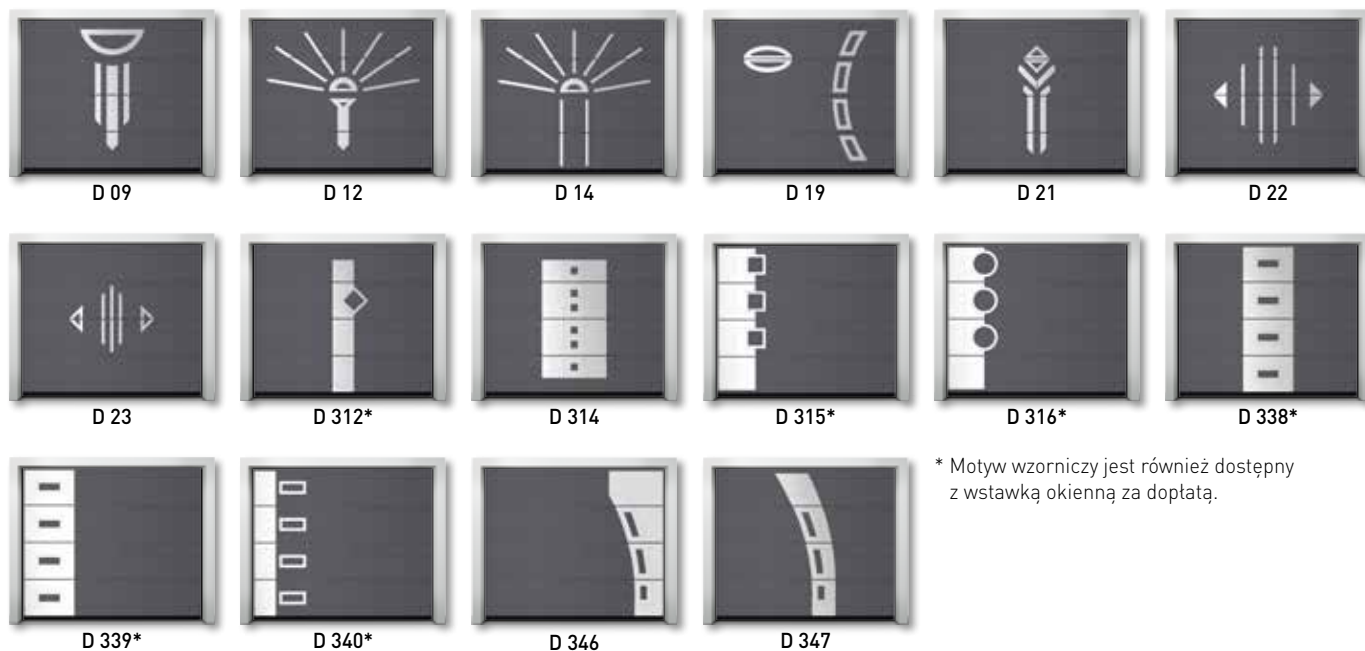 D 09
D 12
D 14
D 19
D 21
D 22
D 23
D 312*
D 314
D 315*
D 316*
D 338*
D 339*
D 340*
D 346
D 347
* Motyw wzorniczy jest również dostępny
z wstawką okienną za dopłatą.